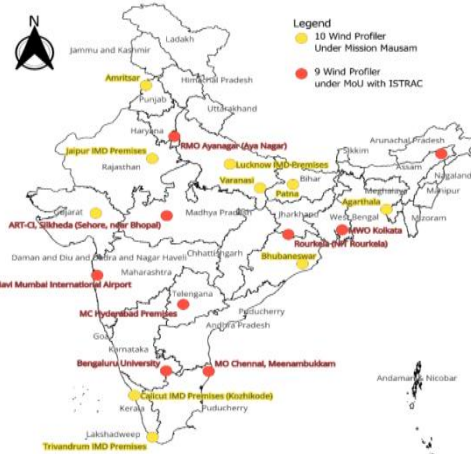 N
Legend
10 Wind Profiler
Under Mission Mausam
9 Wind Profiler
under MoU with ISTRAC
Ladakh
Jammu and Kashmir
Amritsar
Himachal Pradesh
Punjab
Uttarakhand
Haryana
RMO Ayanagar (Aya Nagar)
Arunachal Pradesh
Jaipur IMD Premises
Lucknow IMD Premises
Sikkim
Assam
Rajasthan
Nagaland
Varanasi
Bihar
Patna
Meghalaya
Manipur
Agarthala
Gujarat
Madhya Pradesh
Jharkhand
West Bengal
Mizoram
ART-CI, Silkheda (Sehore, near Bhopal)
MWO Kolkata
Rourkela (NIT Rourkela)
Daman and Diu and Dadra and Nagar Haveli
Chhattisgarh
Bhubaneswar
Maharashtra
Mumbai International Airport
Telangana
MC Hyderabad Premises
Puducherry
Andhra Pradesh
Goa
Karnataka
Bengaluru University
MO Chennai, Meenambukkam
Andaman & Nicobar
Calicut IMD Premises (Kozhikode)
Kerala
Puducherry
Lakshadweep
Trivandrum IMD Premises